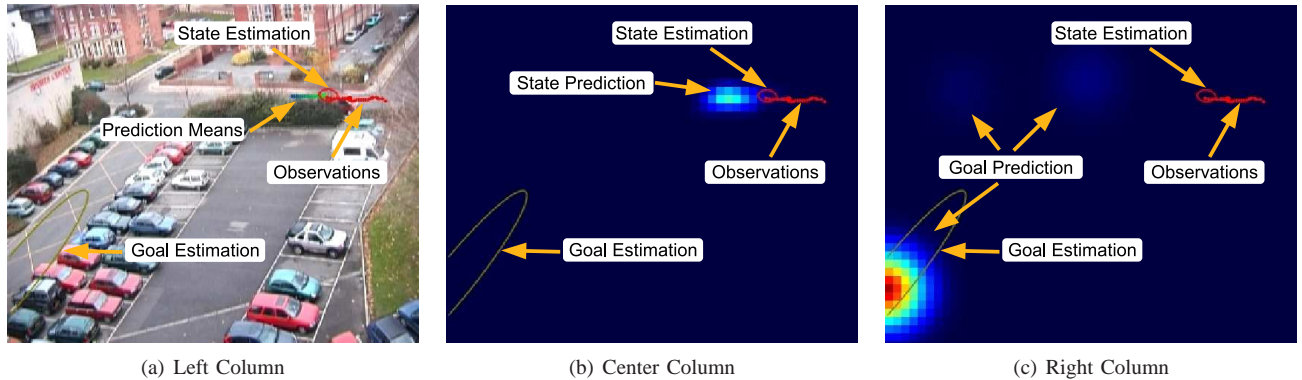 State Estimation
Prediction Means
Observations
Goal Estimation
State Estimation
State Prediction
Observations
Goal Estimation
State Estimation
Goal Prediction
Observations
Goal Estimation
(a) Left Column
(b) Center Column
(c) Right Column